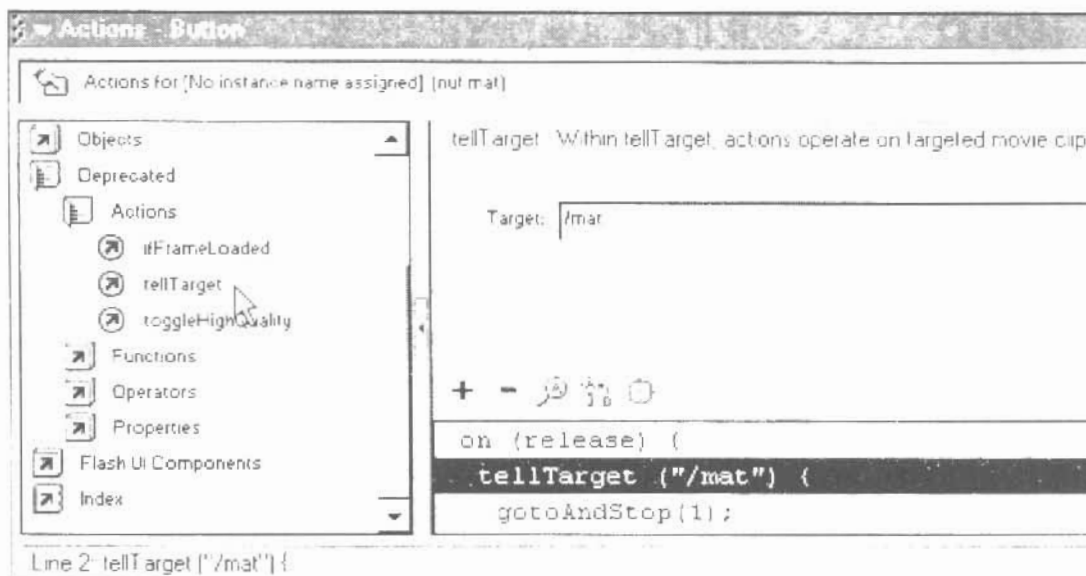 Actions - Button
Actions for [No instance name assigned] (nut mat)
Objects
Deprecated
Actions
ifFrameLoaded
tellTarget
toggleHighQuality
Functions
Operators
Properties
Flash UI Components
Index
tellTarget : Within tellTarget, actions operate on targeted movie clip
Target: /mat
on (release) {
tellTarget ("/mat") {
gotoAndStop(1);
Line 2: tellTarget ("/mat") {